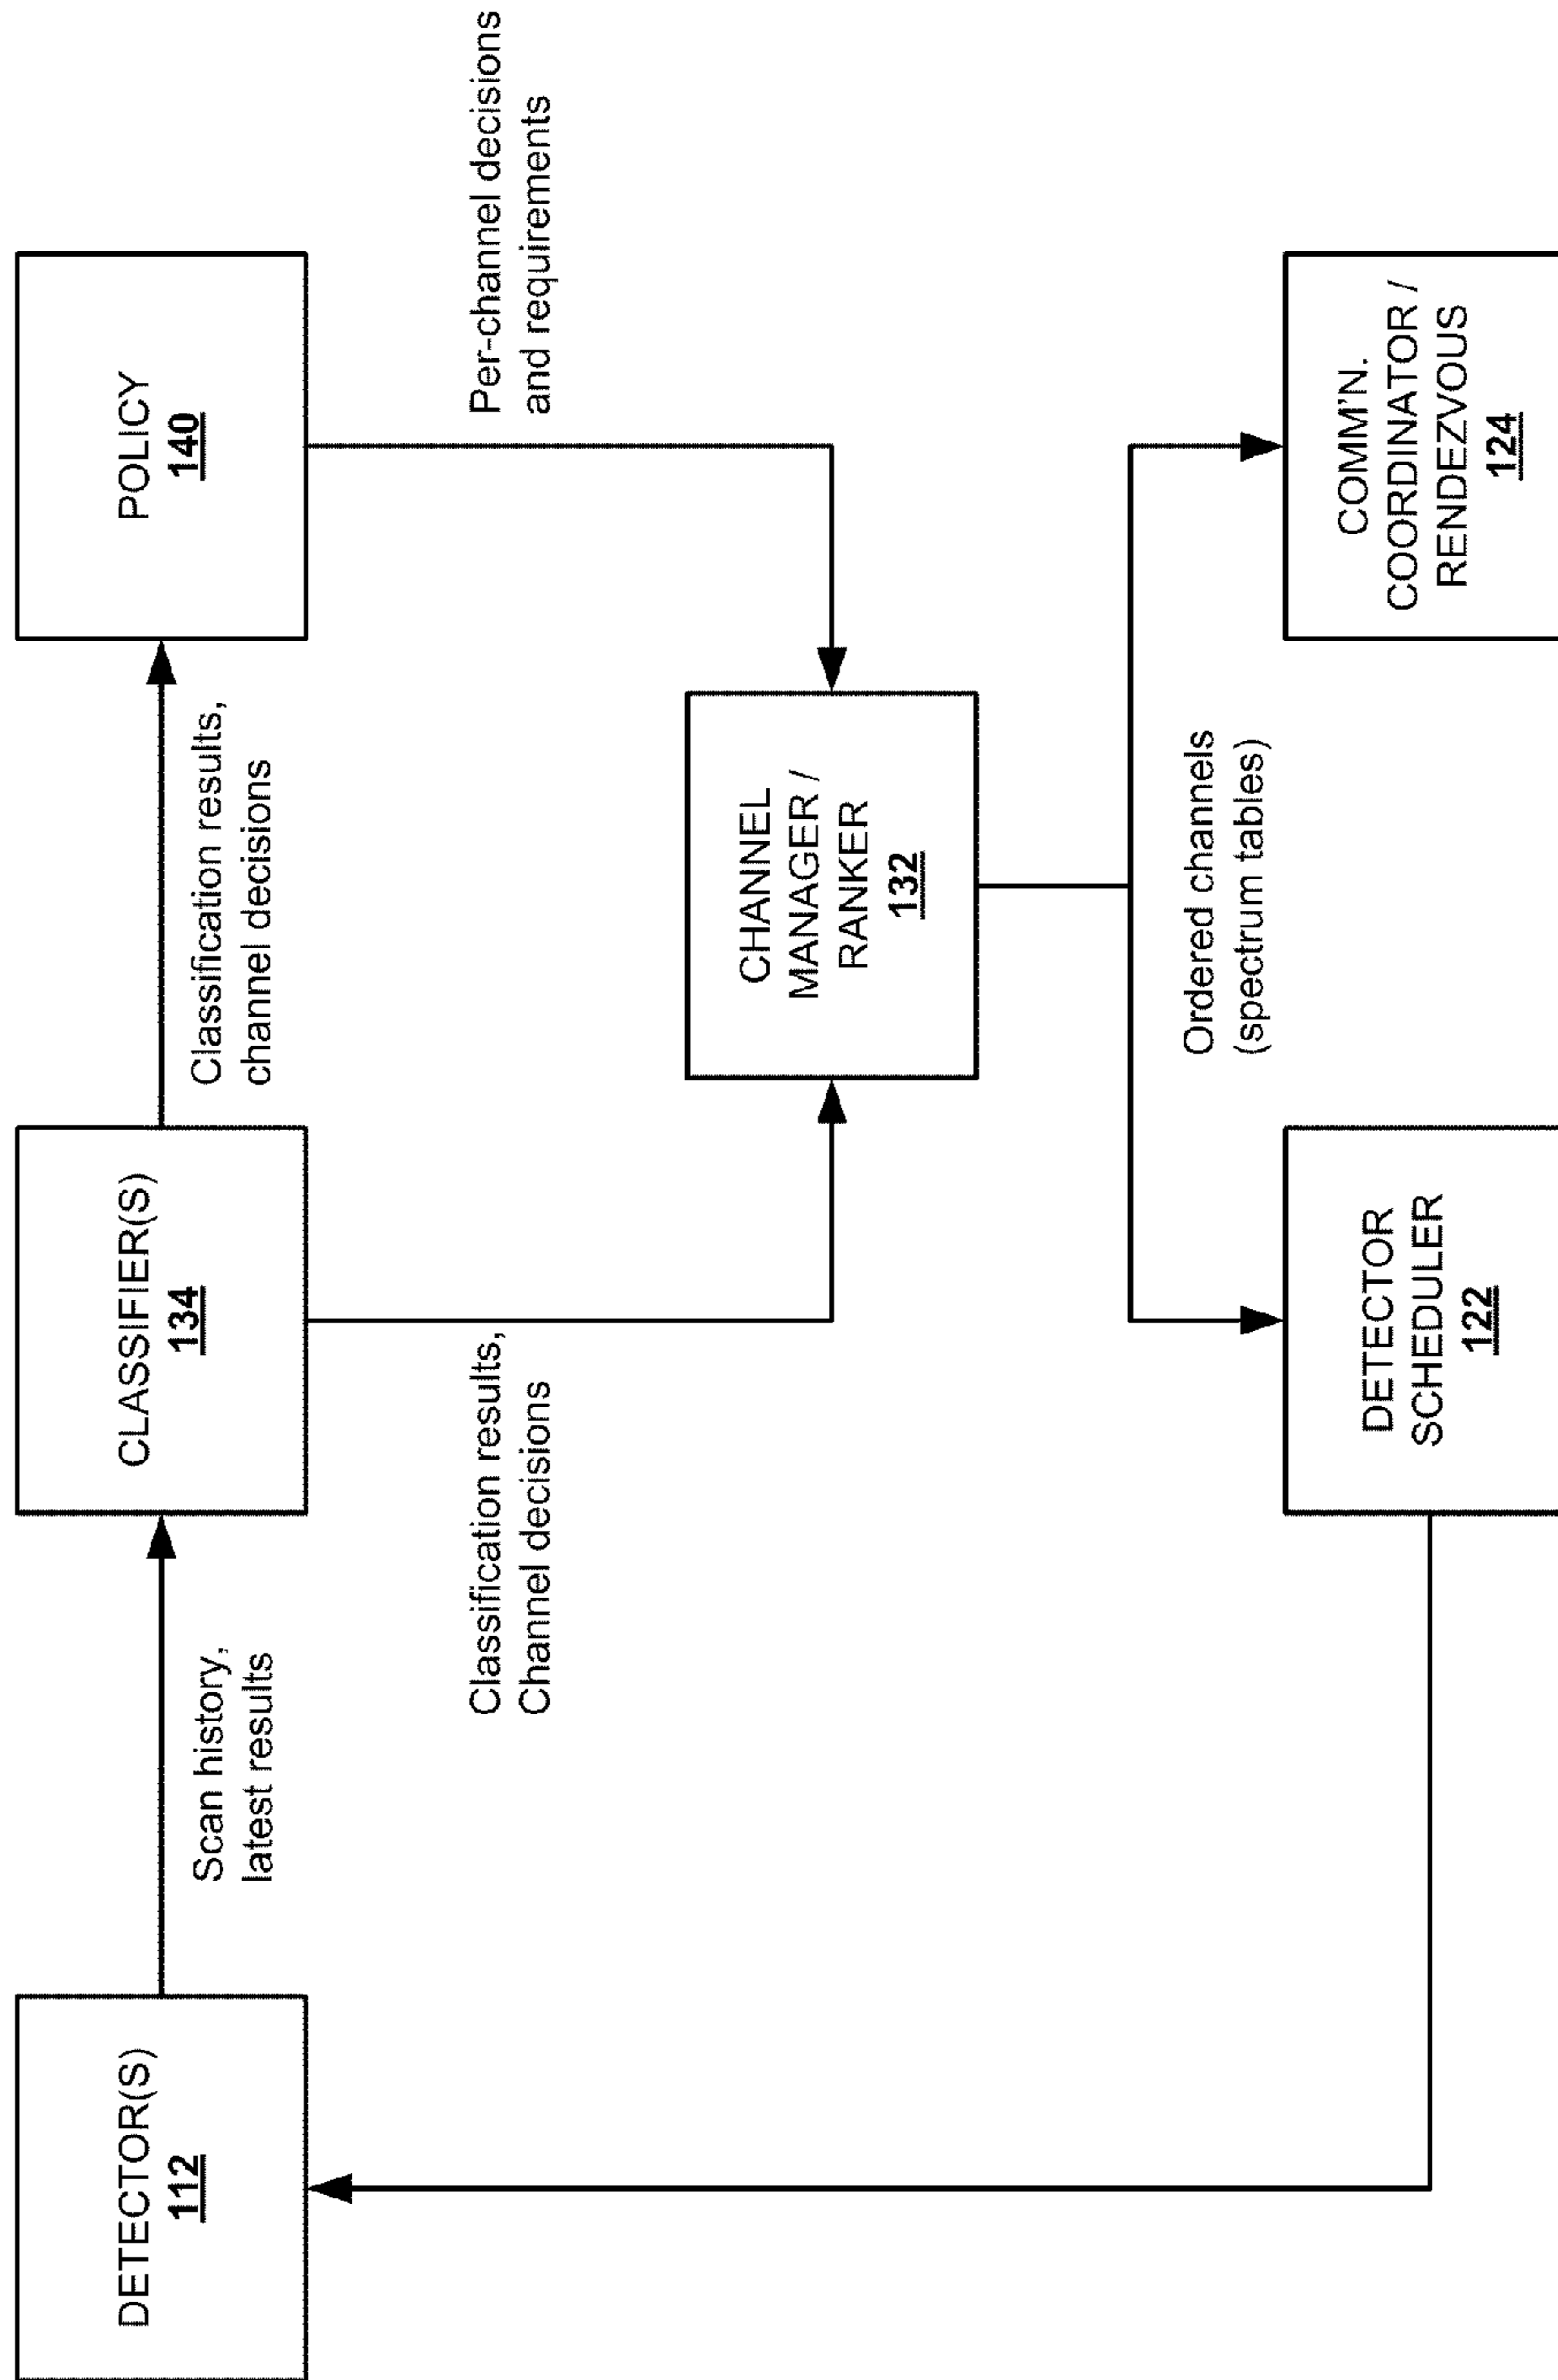 DETECTOR(S)
112
Scan history,
latest results
CLASSIFIER(S)
134
Classification results,
channel decisions
POLICY
140
Classification results,
Channel decisions
Per-channel decisions
and requirements
CHANNEL
MANAGER /
RANKER
132
Ordered channels
(spectrum tables)
DETECTOR
SCHEDULER
122
COMM'N.
COORDINATOR /
RENDEZVOUS
124